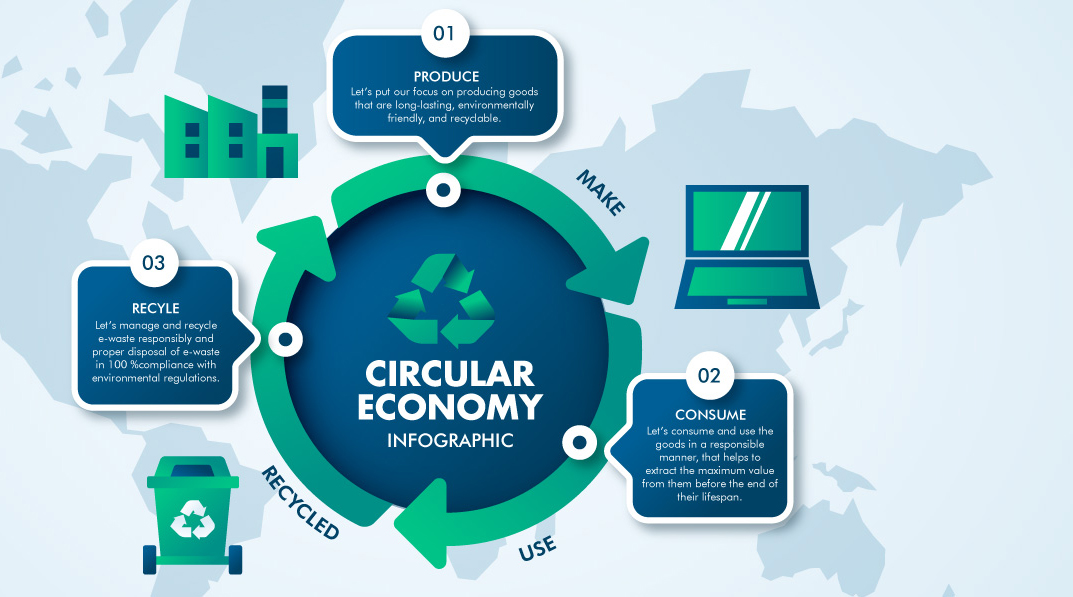 01
PRODUCE
Let's put our focus on producing goods
that are long-lasting, environmentally
friendly, and recyclable.
MAKE
03
RECYLE
Let's manage and recycle
e-waste responsibly and
proper disposal of e-waste
in 100 %compliance with
environmental regulations.
CIRCULAR
ECONOMY
INFOGRAPHIC
02
CONSUME
Let's consume and use the
goods in a responsible
manner, that helps to
extract the maximum value
from them before the end of
their lifespan.
RECYCLED
USE